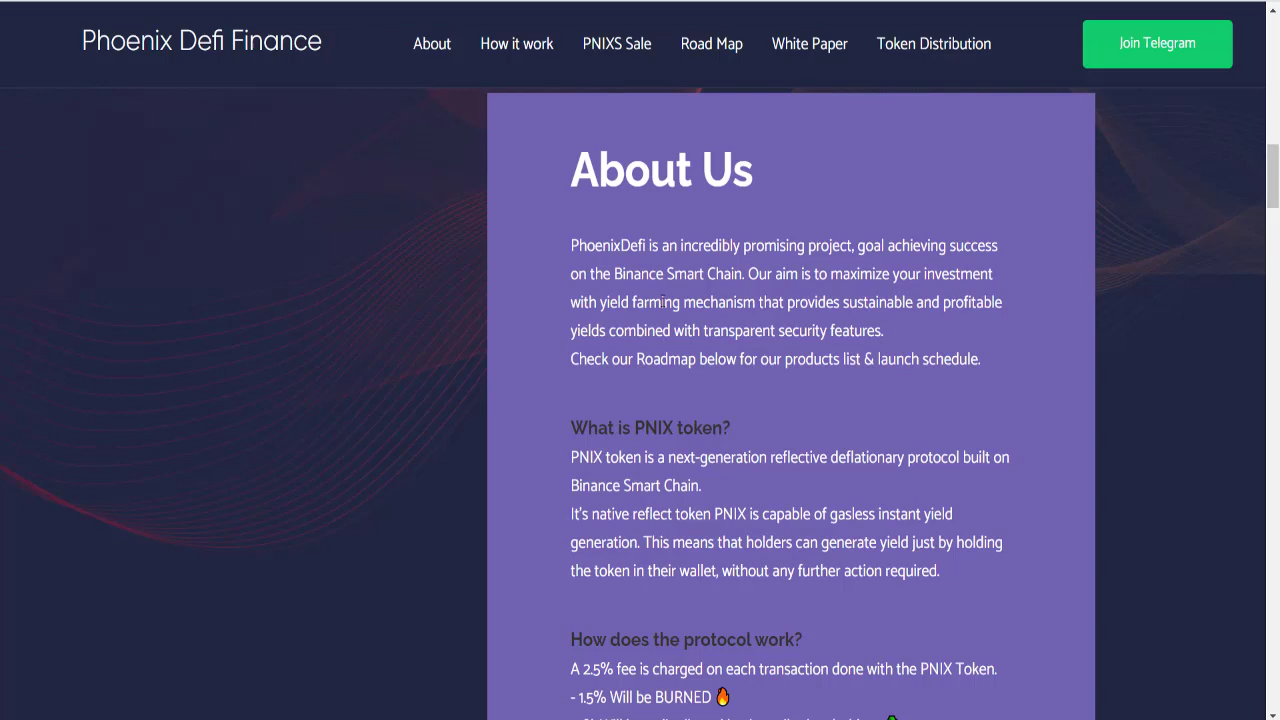 Phoenix Defi Finance
About How it work PNIXS Sale Road Map White Paper Token Distribution Join Telegram
About Us
PhoenixDefi is an incredibly promising project, goal achieving success
on the Binance Smart Chain. Our aim is to maximize your investment
with yield farming mechanism that provides sustainable and profitable
yields combined with transparent security features.
Check our Roadmap below for our products list & launch schedule.
What is PNIX token?
PNIX token is a next-generation reflective deflationary protocol built on
Binance Smart Chain.
It's native reflect token PNIX is capable of gasless instant yield
generation. This means that holders can generate yield just by holding
the token in their wallet, without any further action required.
How does the protocol work?
A 2.5% fee is charged on each transaction done with the PNIX Token.
- 1.5% Will be BURNED 🔥